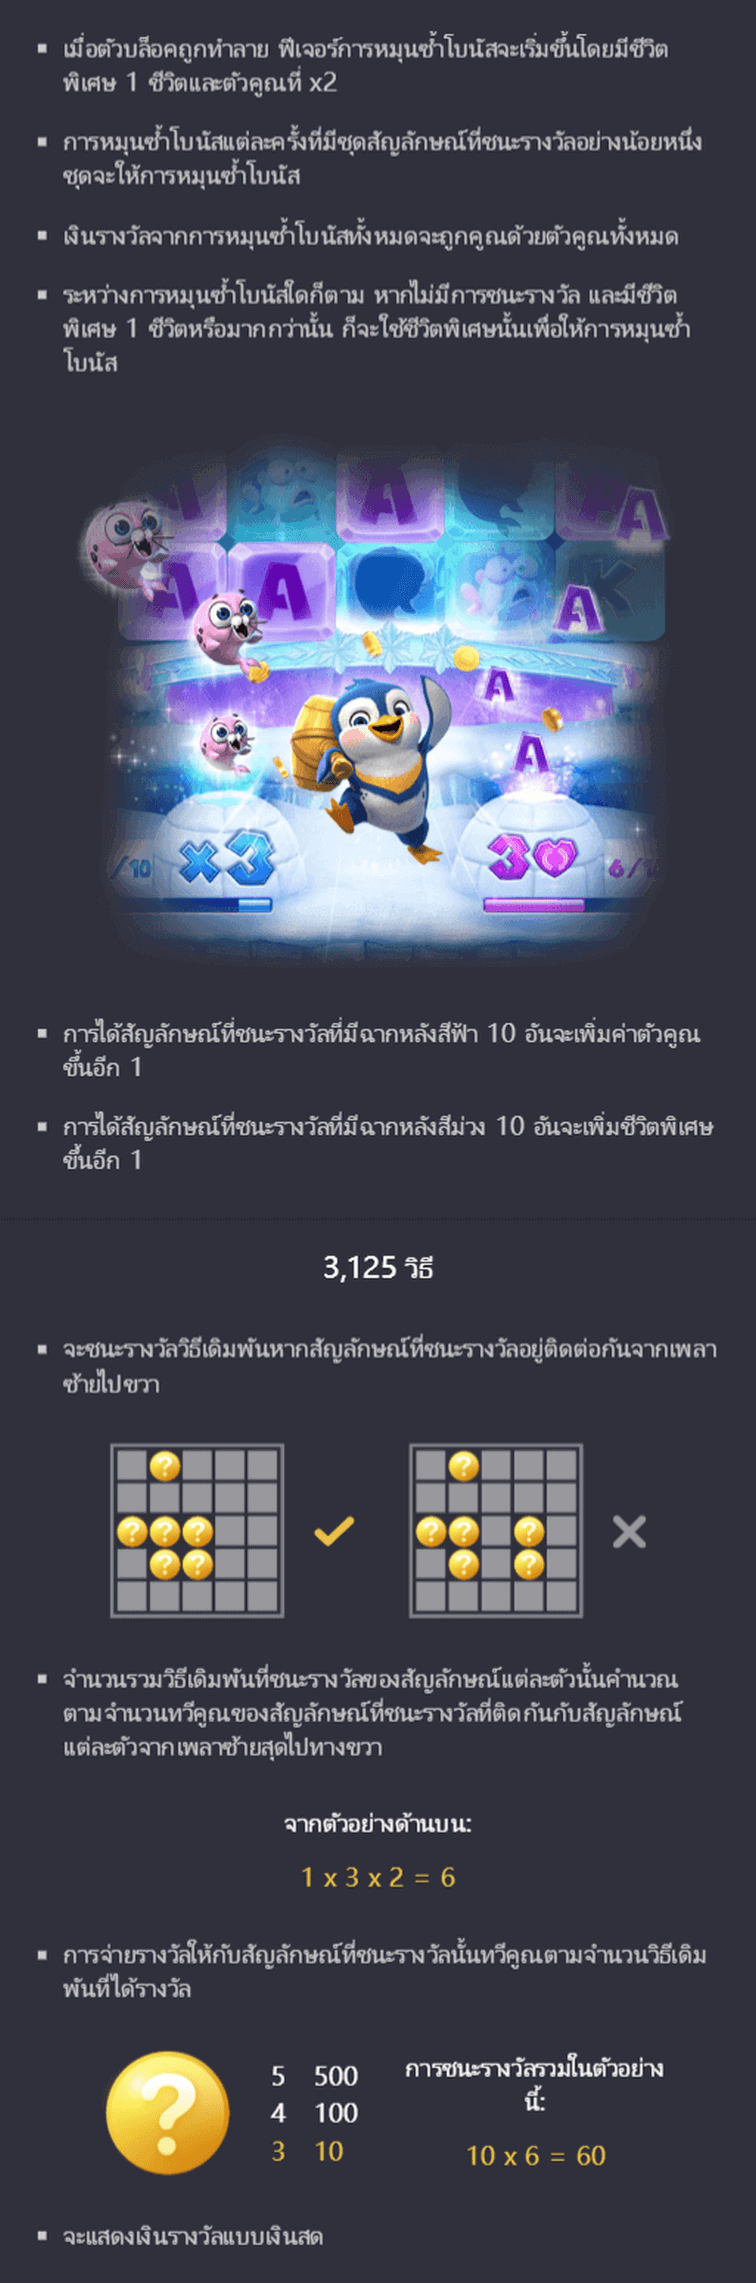 เมื่อตัวบล็อคถูกทำลาย ฟีเจอร์การหมุนซ้ำโบนัสจะเริ่มขึ้นโดยมีชีวิต
พิเศษ 1 ชีวิตและตัวคูณที่ x2
การหมุนซ้ำโบนัสแต่ละครั้งที่มีชุดสัญลักษณ์ที่ชนะรางวัลอย่างน้อยหนึ่ง
ชุดจะให้การหมุนซ้ำโบนัส
เงินรางวัลจากการหมุนซ้ำโบนัสทั้งหมดจะถูกคูณด้วยตัวคูณทั้งหมด
ระหว่างการหมุนซ้ำโบนัสใดก็ตาม หากไม่มีการชนะรางวัล และมีชีวิต
พิเศษ 1 ชีวิตหรือมากกว่านั้น ก็จะใช้ชีวิตพิเศษนั้นเพื่อให้การหมุนซ้ำ
โบนัส
A A
A A K A
A
A
/10 x3 3 6/1
การได้สัญลักษณ์ที่ชนะรางวัลที่มีฉากหลังสีฟ้า 10 อันจะเพิ่มค่าตัวคูณ
ขึ้นอีก 1
การได้สัญลักษณ์ที่ชนะรางวัลที่มีฉากหลังสีม่วง 10 อันจะเพิ่มชีวิตพิเศษ
ขึ้นอีก 1
3,125 วิธี
จะชนะรางวัลวิธีเดิมพันหากสัญลักษณ์ที่ชนะรางวัลอยู่ติดต่อกันจากเพลา
ซ้ายไปขวา
จำนวนรวมวิธีเดิมพันที่ชนะรางวัลของสัญลักษณ์แต่ละตัวนั้นคำนวณ
ตามจำนวนทวีคูณของสัญลักษณ์ที่ชนะรางวัลที่ติดกันกับสัญลักษณ์
แต่ละตัวจากเพลาซ้ายสุดไปทางขวา
จากตัวอย่างด้านบน:
1 x 3 x 2 = 6
การจ่ายรางวัลให้กับสัญลักษณ์ที่ชนะรางวัลนั้นทวีคูณตามจำนวนวิธีเดิม
พันที่ได้รางวัล
?
5 500
4 100
3 10
การชนะรางวัลรวมในตัวอย่าง
นี้:
10 x 6 = 60
จะแสดงเงินรางวัลแบบเงินสด